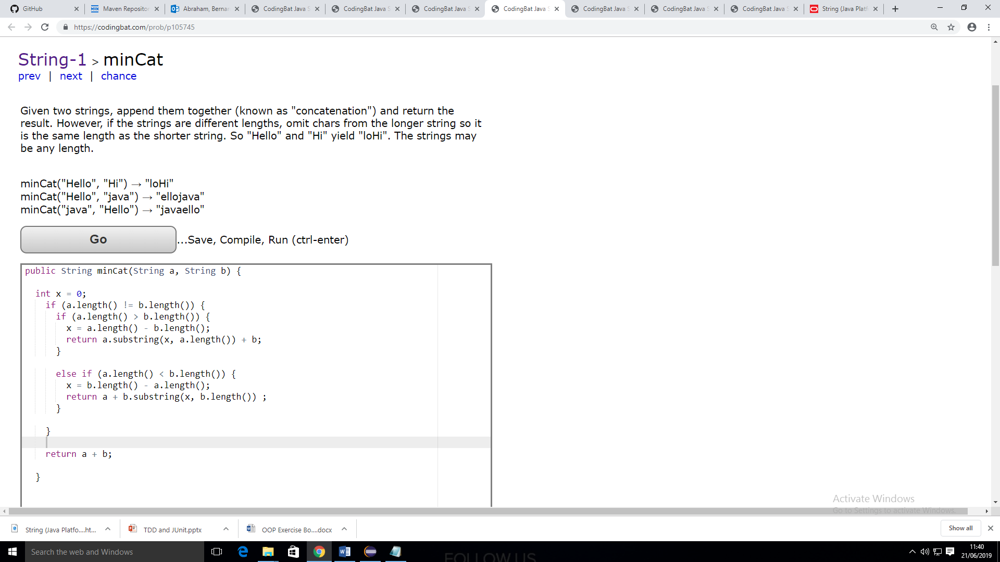 GitHub
Maven Repositor
Abraham, Bernar
CodingBat Java S
CodingBat Java S
CodingBat Java S
CodingBat Java S
CodingBat Java S
CodingBat Java S
CodingBat Java S
String (Java Platf
https://codingbat.com/prob/p105745
String-1 > minCat
prev | next | chance
Given two strings, append them together (known as "concatenation") and return the
result. However, if the strings are different lengths, omit chars from the longer string so it
is the same length as the shorter string. So "Hello" and "Hi" yield "loHi". The strings may
be any length.
minCat("Hello", "Hi") → "loHi"
minCat("Hello", "java") → "ellojava"
minCat("java", "Hello") → "javaello"
Go
...Save, Compile, Run (ctrl-enter)
public String minCat(String a, String b) {
int x = 0;
if (a.length() != b.length()) {
if (a.length() > b.length()) {
x = a.length() - b.length();
return a.substring(x, a.length()) + b;
}
else if (a.length() < b.length()) {
x = b.length() - a.length();
return a + b.substring(x, b.length()) ;
}
}
return a + b;
}
Activate Windows
Go to Settings to activate Windows.
String (Java Platfo....ht...
TDD and JUnit.pptx
OOP Exercise Bo....docx
Show all
Search the web and Windows
FOLLOW US
11:40
21/06/2019